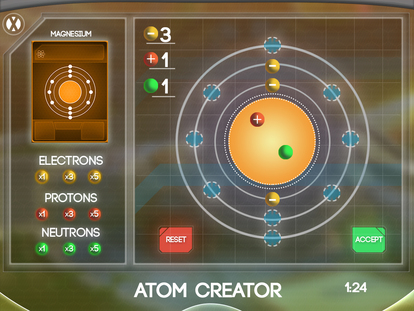 MAGNESIUM
ELECTRONS
x1 x3 x5
PROTONS
x1 x3 x5
NEUTRONS
x1 x3 x5
- 3
+ 1
1
-
-
+
-
RESET
ACCEPT
ATOM CREATOR
1:24